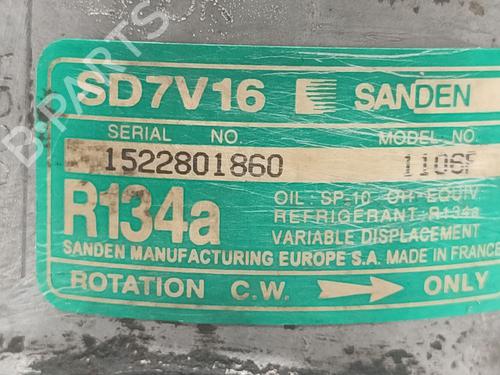 SD7V16 SANDEN
SERIAL NO. MODEL NO.
1522801860 1106F
R134a
OIL: SP-10 OR EQUIV
REFRIGERANT: R134a
VARIABLE DISPLACEMENT
SANDEN MANUFACTURING EUROPE S.A. MADE IN FRANCE
ROTATION C.W. ONLY
B-PARTS